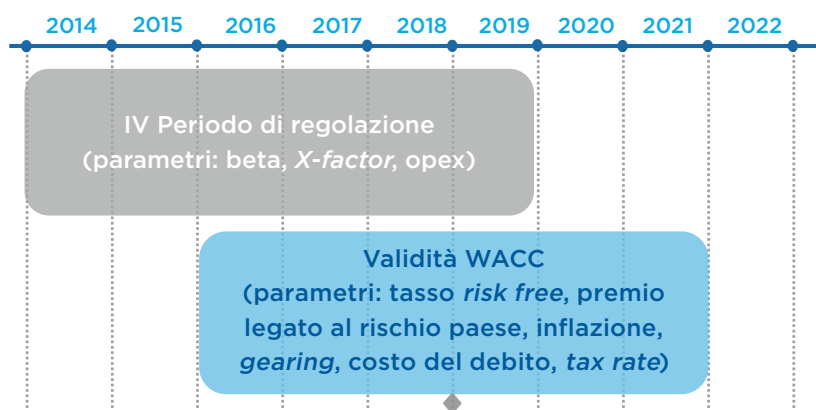 2014 2015 2016 2017 2018 2019 2020 2021 2022
IV Periodo di regolazione
(parametri: beta, X-factor, opex)
Validità WACC
(parametri: tasso risk free, premio
legato al rischio paese, inflazione,
gearing, costo del debito, tax rate)